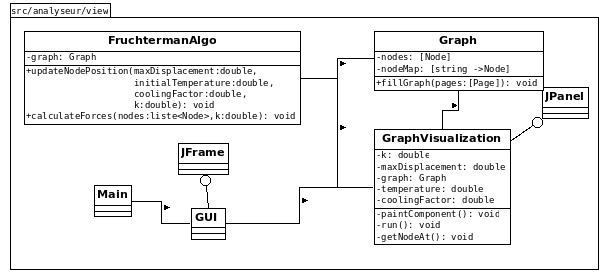 src/analyseur/view
FruchtermanAlgo
-graph: Graph
+updateNodePosition(maxDisplacement:double,
initialTemperature:double,
coolingFactor:double,
k:double): void
+calculateForces(nodes:liste<Node>,k:double): void
Graph
-nodes: [Node]
-nodeMap: [string ->Node]
+fillGraph(pages:[Page]): void
JPanel
GraphVisualization
-k: double
-maxDisplacement: double
-graph: Graph
-temperature: double
-coolingFactor: double
-paintComponent(): void
-run(): void
-getNodeAt(): void
JFrame
Main
GUI